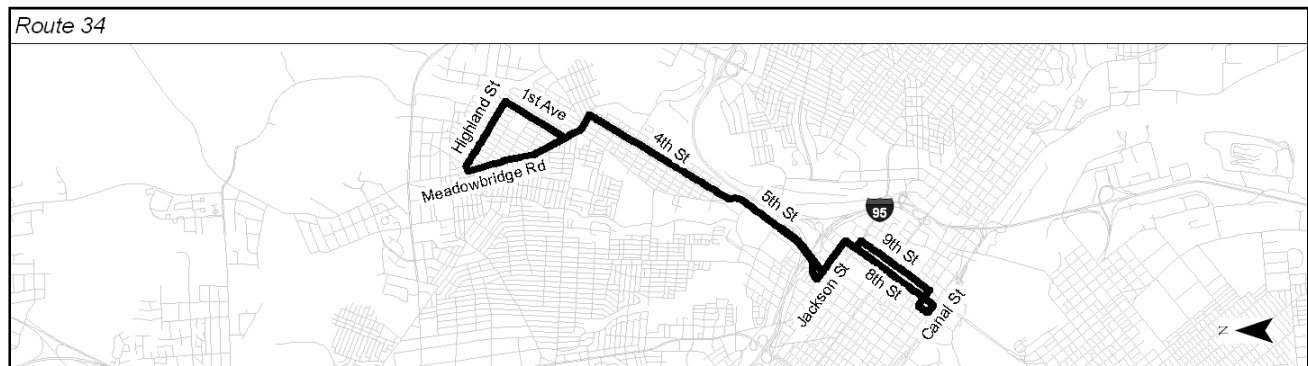 Route 34
Highland St
1st Ave
Meadowbridge Rd
4th St
5th St
95
9th St
8th St
Jackson St
Canal St
N